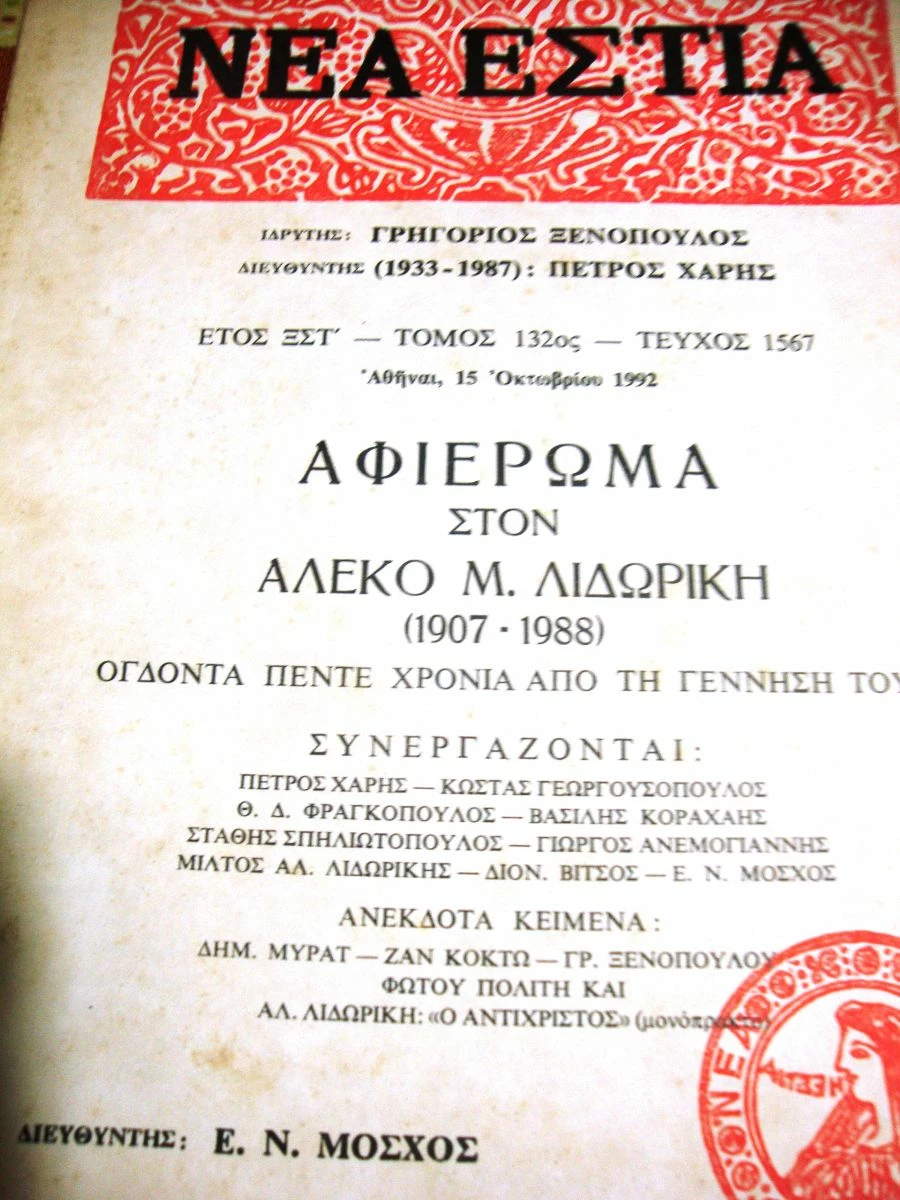 ΝΕΑ ΕΣΤΙΑ
ΙΔΡΥΤΗΣ: ΓΡΗΓΟΡΙΟΣ ΞΕΝΟΠΟΥΛΟΣ
ΔΙΕΥΘΥΝΤΗΣ (1933-1987): ΠΕΤΡΟΣ ΧΑΡΗΣ
ΕΤΟΣ ΞΣΤ΄ — ΤΟΜΟΣ 132ος — ΤΕΥΧΟΣ 1567
Ἀθῆναι, 15 Ὀκτωβρίου 1992
ΑΦΙΕΡΩΜΑ
ΣΤΟΝ
ΑΛΕΚΟ Μ. ΛΙΔΩΡΙΚΗ
(1907 - 1988)
ΟΓΔΟΝΤΑ ΠΕΝΤΕ ΧΡΟΝΙΑ ΑΠΟ ΤΗ ΓΕΝΝΗΣΗ ΤΟΥ
ΣΥΝΕΡΓΑΖΟΝΤΑΙ:
ΠΕΤΡΟΣ ΧΑΡΗΣ — ΚΩΣΤΑΣ ΓΕΩΡΓΟΥΣΟΠΟΥΛΟΣ
Θ. Δ. ΦΡΑΓΚΟΠΟΥΛΟΣ — ΒΑΣΙΛΗΣ ΚΟΡΑΧΑΗΣ
ΣΤΑΘΗΣ ΣΠΗΛΙΩΤΟΠΟΥΛΟΣ — ΓΙΩΡΓΟΣ ΑΝΕΜΟΓΙΑΝΝΗΣ
ΜΙΛΤΟΣ ΑΛ. ΛΙΔΩΡΙΚΗΣ — ΔΙΟΝ. ΒΙΤΣΟΣ — Ε. Ν. ΜΟΣΧΟΣ
ΑΝΕΚΔΟΤΑ ΚΕΙΜΕΝΑ:
ΔΗΜ. ΜΥΡΑΤ — ΖΑΝ ΚΟΚΤΩ — ΓΡ. ΞΕΝΟΠΟΥΛΟΥ
ΦΩΤΟΥ ΠΟΛΙΤΗ ΚΑΙ
ΑΛ. ΛΙΔΩΡΙΚΗ: «Ο ΑΝΤΙΧΡΙΣΤΟΣ» (μονόπρακτο)
ΔΙΕΥΘΥΝΤΗΣ: Ε. Ν. ΜΟΣΧΟΣ